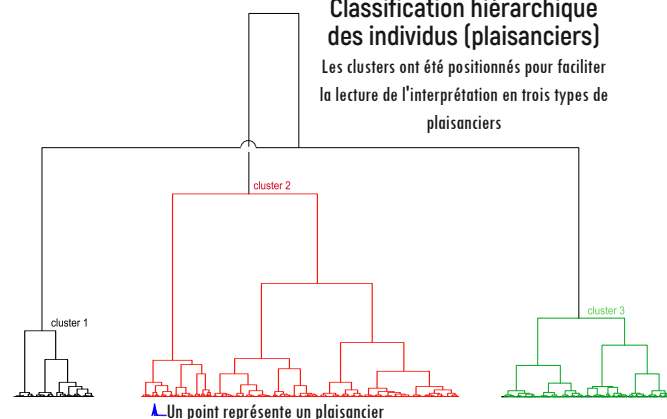 Classification hiérarchique
des individus (plaisanciers)
Les clusters ont été positionnés pour faciliter
la lecture de l'interprétation en trois types de
plaisanciers
cluster 2
cluster 1
cluster 3
Un point représente un plaisancier